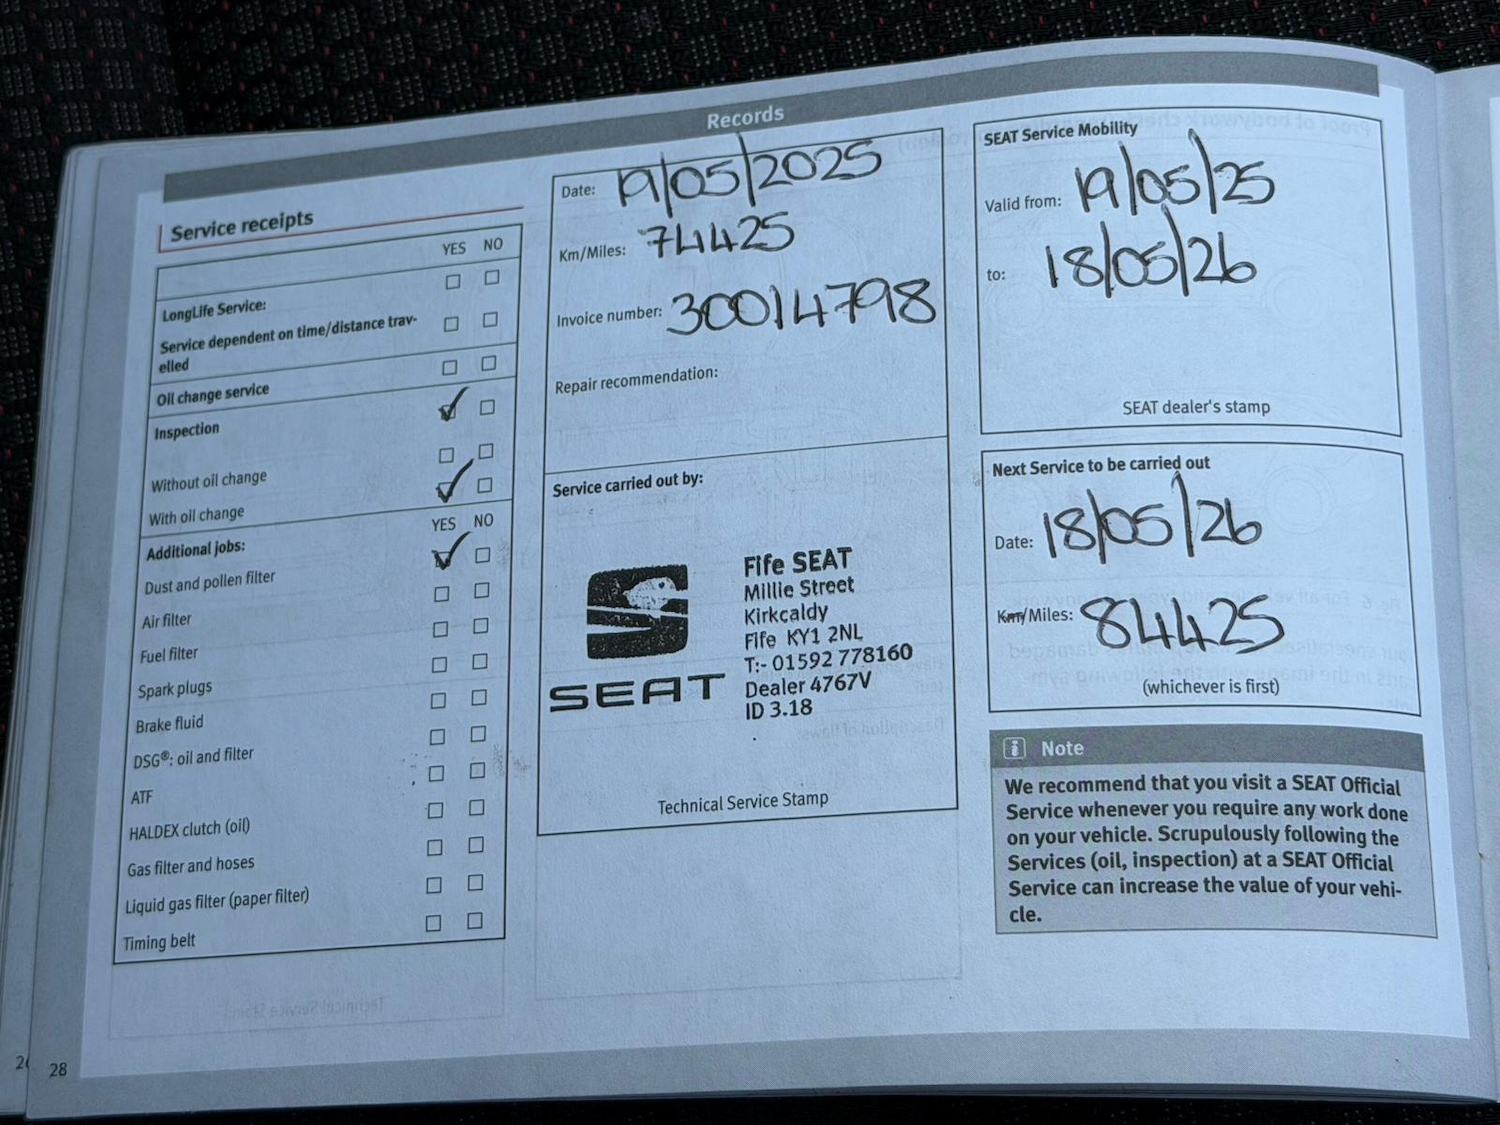 Records
Service receipts
YES NO
LongLife Service:
Service dependent on time/distance trav-
elled
Oil change service
Inspection
Without oil change
With oil change
YES NO
Additional jobs:
Dust and pollen filter
Air filter
Fuel filter
Spark plugs
Brake fluid
DSG®: oil and filter
ATF
HALDEX clutch (oil)
Gas filter and hoses
Liquid gas filter (paper filter)
Timing belt
Date: 19/05/2025
Km/Miles: 74425
Invoice number: 30014798
Repair recommendation:
Service carried out by:
SEAT
Fife SEAT
Millie Street
Kirkcaldy
Fife KY1 2NL
T:- 01592 778160
Dealer 4767V
ID 3.18
Technical Service Stamp
SEAT Service Mobility
Valid from: 19/05/25
to: 18/05/26
SEAT dealer's stamp
Next Service to be carried out
Date: 18/05/26
Km/Miles: 84425
(whichever is first)
i Note
We recommend that you visit a SEAT Official
Service whenever you require any work done
on your vehicle. Scrupulously following the
Services (oil, inspection) at a SEAT Official
Service can increase the value of your vehi-
cle.
28